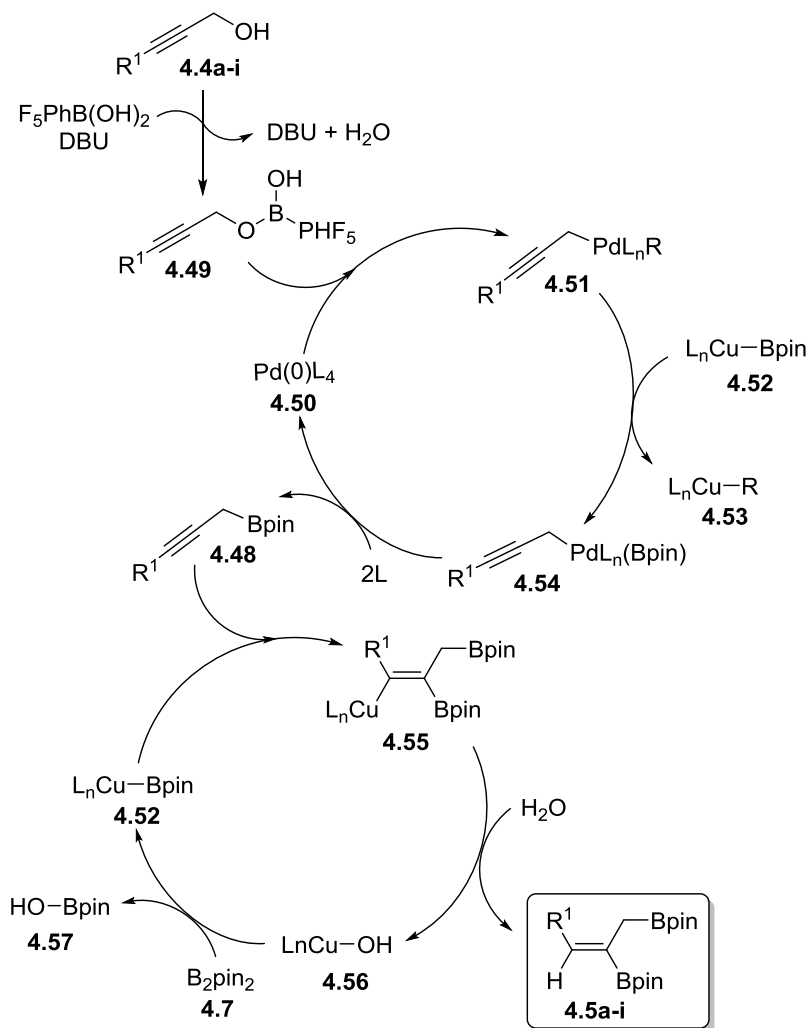 OH
R¹
4.4a-i
F₅PhB(OH)₂
DBU
DBU + H₂O
OH
B
O
PHF₅
R¹
4.49
PdLₙR
R¹
4.51
LₙCu–Bpin
4.52
Pd(0)L₄
4.50
LₙCu–R
4.53
Bpin
R¹
4.48
2L
PdLₙ(Bpin)
R¹
4.54
R¹
Bpin
LₙCu
Bpin
4.55
LₙCu–Bpin
4.52
H₂O
HO–Bpin
4.57
LnCu–OH
4.56
B₂pin₂
4.7
R¹
Bpin
H
Bpin
4.5a-i